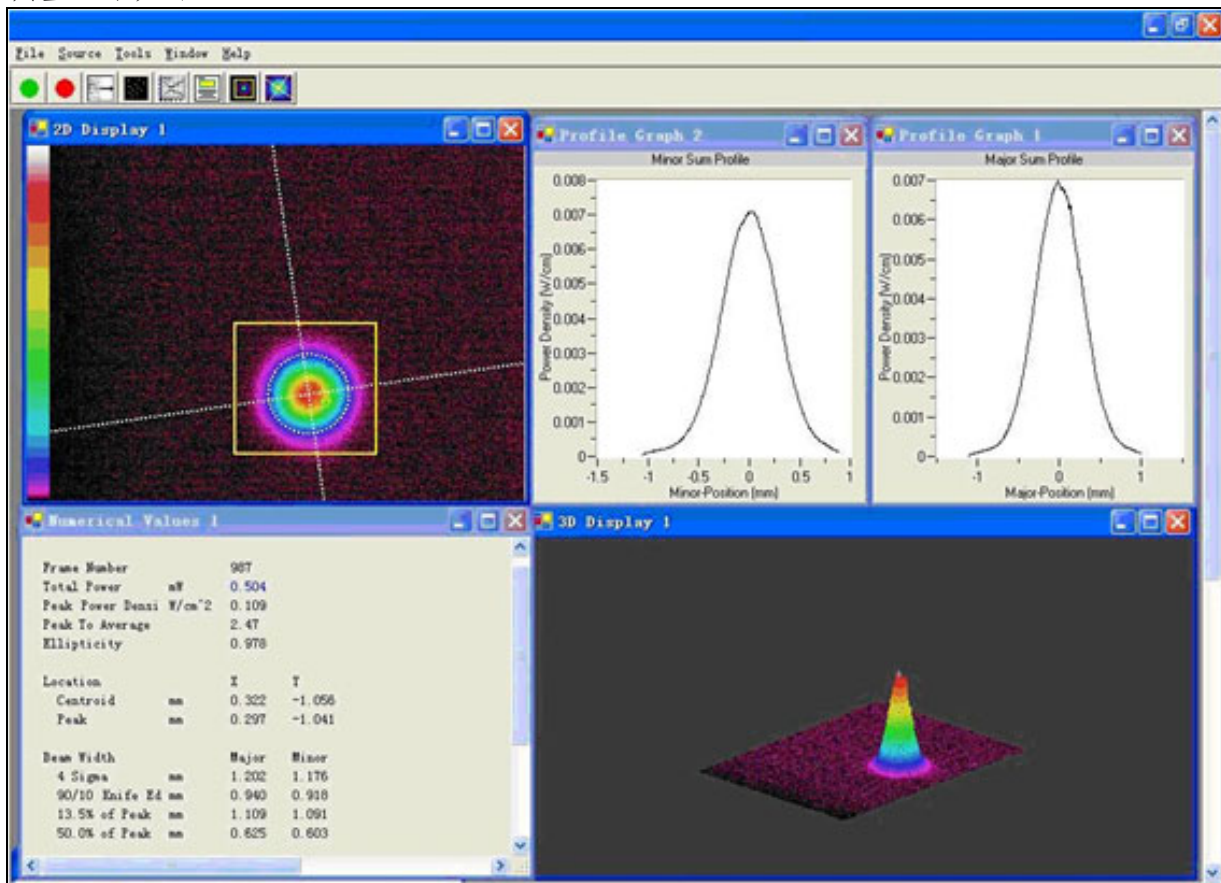 File Source Tools Window Help
2D Display 1
Profile Graph 2
Minor Sum Profile
0.008
0.007
0.006
0.005
0.004
0.003
0.002
0.001
0
Power Density [W/cm]
-1.5 -1 -0.5 0 0.5 1
Minor-Position [mm]
Profile Graph 1
Major Sum Profile
0.007
0.005
0.004
0.003
0.002
0.001
0
Power Density [W/cm]
-1 0 1
Major-Position [mm]
Numerical Values 1
Frame Number 987
Total Power mW 0.504
Peak Power Densi W/cm^2 0.109
Peak To Average 2.47
Ellipticity 0.978
Location X Y
Centroid mm 0.322 -1.056
Peak mm 0.297 -1.041
Beam Width Major Minor
4 Sigma mm 1.202 1.176
90/10 Knife Ed mm 0.940 0.918
13.5% of Peak mm 1.109 1.091
50.0% of Peak mm 0.625 0.603
3D Display 1